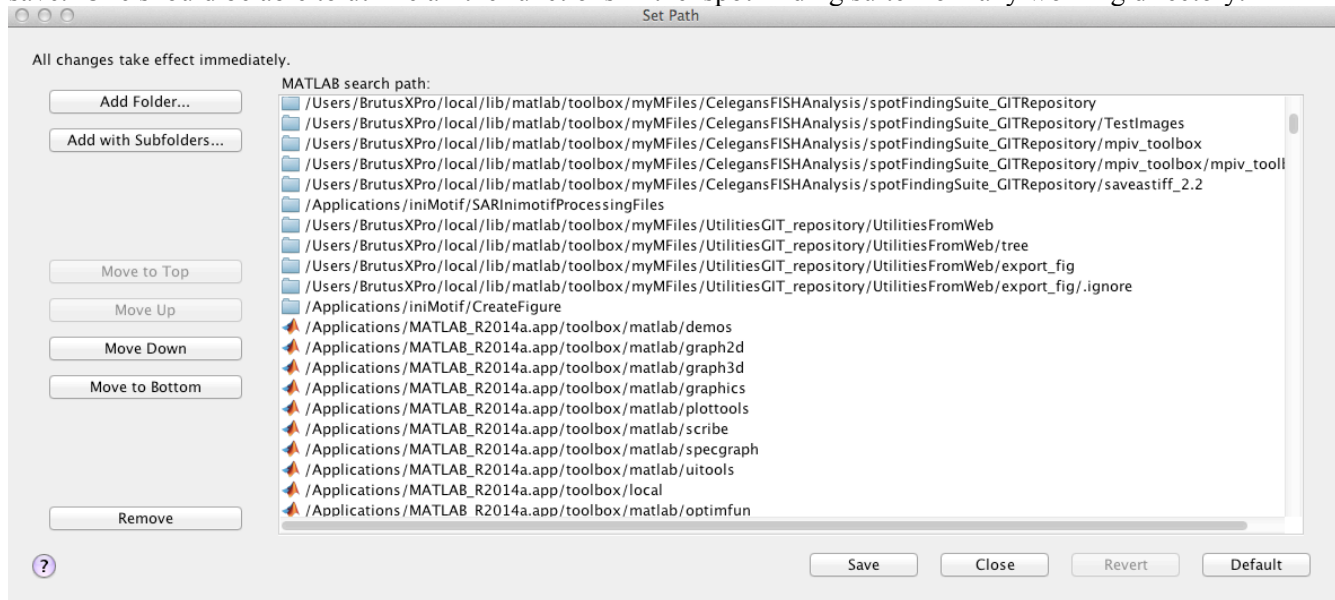 Set Path
All changes take effect immediately.
MATLAB search path:
Add Folder...
Add with Subfolders...
Move to Top
Move Up
Move Down
Move to Bottom
Remove
/Users/BrutusXPro/local/lib/matlab/toolbox/myMFiles/CelegansFISHAnalysis/spotFindingSuite_GITRepository
/Users/BrutusXPro/local/lib/matlab/toolbox/myMFiles/CelegansFISHAnalysis/spotFindingSuite_GITRepository/TestImages
/Users/BrutusXPro/local/lib/matlab/toolbox/myMFiles/CelegansFISHAnalysis/spotFindingSuite_GITRepository/mpiv_toolbox
/Users/BrutusXPro/local/lib/matlab/toolbox/myMFiles/CelegansFISHAnalysis/spotFindingSuite_GITRepository/mpiv_toolbox/mpiv_tooll
/Users/BrutusXPro/local/lib/matlab/toolbox/myMFiles/CelegansFISHAnalysis/spotFindingSuite_GITRepository/saveastiff_2.2
/Applications/iniMotif/SARInimotifProcessingFiles
/Users/BrutusXPro/local/lib/matlab/toolbox/myMFiles/UtilitiesGIT_repository/UtilitiesFromWeb
/Users/BrutusXPro/local/lib/matlab/toolbox/myMFiles/UtilitiesGIT_repository/UtilitiesFromWeb/tree
/Users/BrutusXPro/local/lib/matlab/toolbox/myMFiles/UtilitiesGIT_repository/UtilitiesFromWeb/export_fig
/Users/BrutusXPro/local/lib/matlab/toolbox/myMFiles/UtilitiesGIT_repository/UtilitiesFromWeb/export_fig/.ignore
/Applications/iniMotif/CreateFigure
/Applications/MATLAB_R2014a.app/toolbox/matlab/demos
/Applications/MATLAB_R2014a.app/toolbox/matlab/graph2d
/Applications/MATLAB_R2014a.app/toolbox/matlab/graph3d
/Applications/MATLAB_R2014a.app/toolbox/matlab/graphics
/Applications/MATLAB_R2014a.app/toolbox/matlab/plottools
/Applications/MATLAB_R2014a.app/toolbox/matlab/scribe
/Applications/MATLAB_R2014a.app/toolbox/matlab/specgraph
/Applications/MATLAB_R2014a.app/toolbox/matlab/uitools
/Applications/MATLAB_R2014a.app/toolbox/local
/Applications/MATLAB_R2014a.app/toolbox/matlab/optimfun
?
Save
Close
Revert
Default